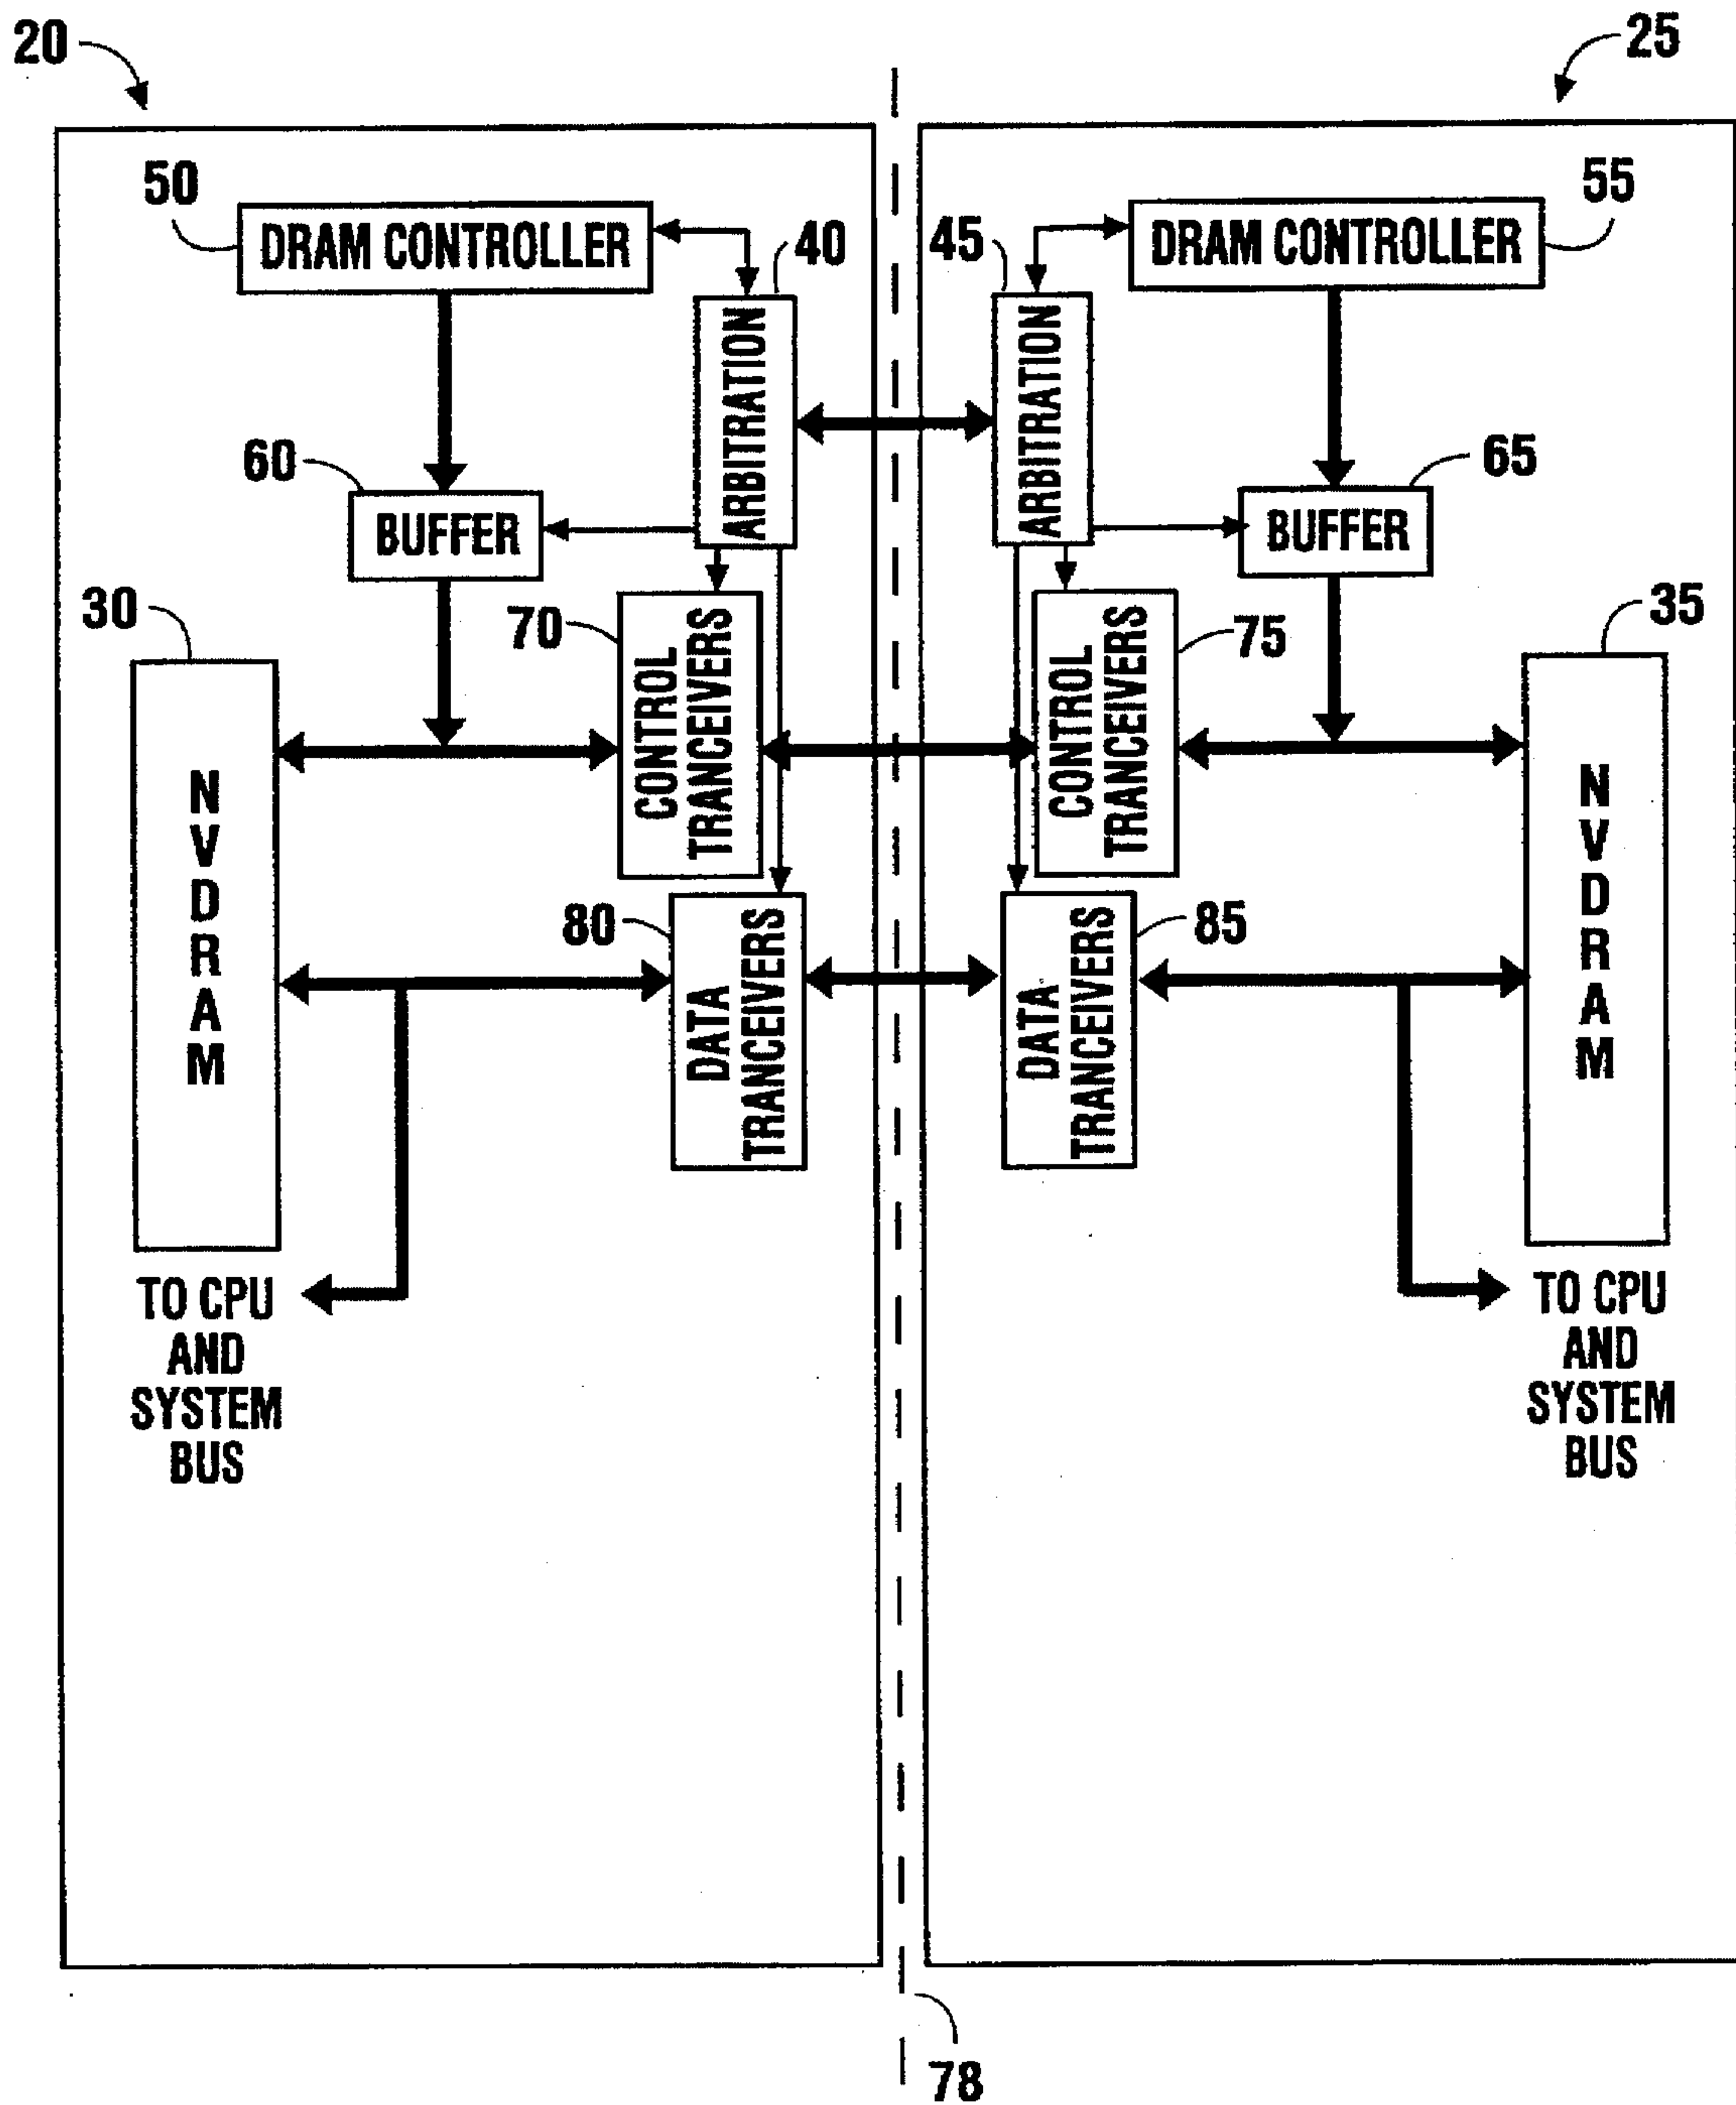 20
25
50
DRAM CONTROLLER
40
45
DRAM CONTROLLER
55
ARBITRATION
ARBITRATION
60
BUFFER
65
BUFFER
30
70
CONTROL
TRANCEIVERS
75
CONTROL
TRANCEIVERS
35
NVDRAM
NVDRAM
80
DATA
TRANCEIVERS
85
DATA
TRANCEIVERS
TO CPU
AND
SYSTEM
BUS
TO CPU
AND
SYSTEM
BUS
78